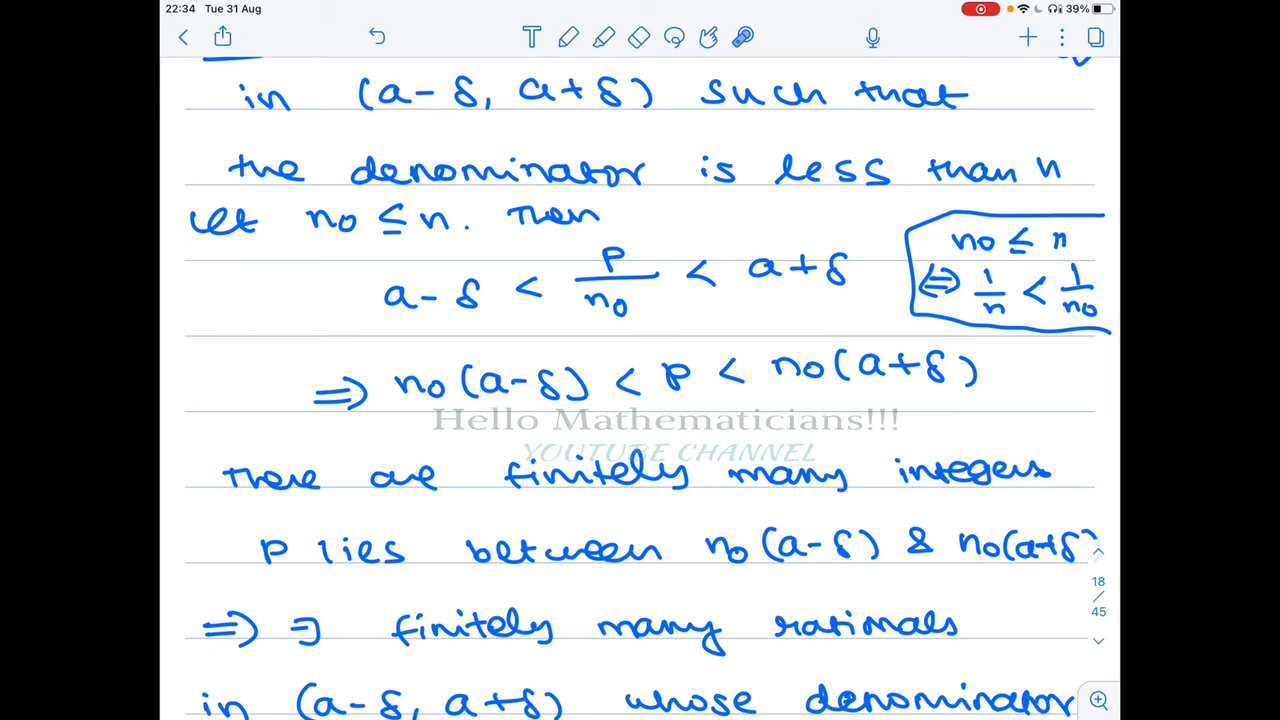 22:34 Tue 31 Aug
39%
in (a-δ, a+δ) such that
the denominator is less than n
Let n₀ ≤ n. Then
a-δ < p/n₀ < a+δ
n₀ ≤ n
⇔ 1/n < 1/n₀
⇒ n₀(a-δ) < p < n₀(a+δ)
Hello Mathematicians!!!
YOUTUBE CHANNEL
There are finitely many integers
p lies between n₀(a-δ) & n₀(a+δ)
18
/
45
⇒ ∃ finitely many rationals
in (a-δ, a+δ) whose denominator